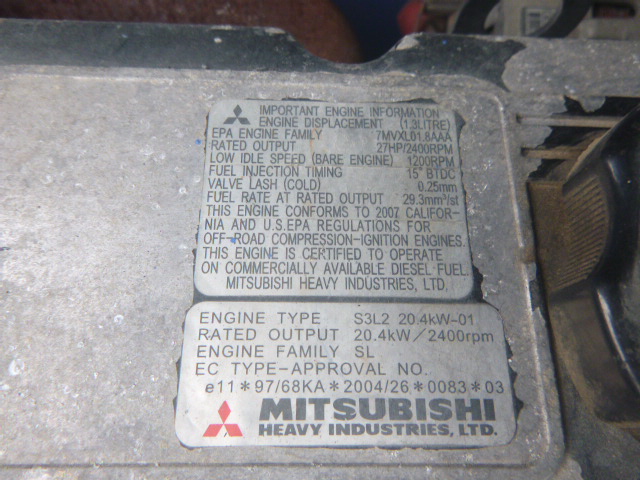 IMPORTANT ENGINE INFORMATION
ENGINE DISPLACEMENT (1.3LITRE)
EPA ENGINE FAMILY 7MVXL01.8AAA
RATED OUTPUT 27HP/2400RPM
LOW IDLE SPEED (BARE ENGINE) 1200RPM
FUEL INJECTION TIMING 15° BTDC
VALVE LASH (COLD) 0.25mm
FUEL RATE AT RATED OUTPUT 29.3mm³/st
THIS ENGINE CONFORMS TO 2007 CALIFOR-
NIA AND U.S.EPA REGULATIONS FOR
OFF-ROAD COMPRESSION-IGNITION ENGINES.
THIS ENGINE IS CERTIFIED TO OPERATE
ON COMMERCIALLY AVAILABLE DIESEL FUEL.
MITSUBISHI HEAVY INDUSTRIES, LTD.
ENGINE TYPE S3L2 20.4kW-01
RATED OUTPUT 20.4kW/2400rpm
ENGINE FAMILY SL
EC TYPE-APPROVAL NO.
e11*97/68KA*2004/26*0083*03
MITSUBISHI
HEAVY INDUSTRIES, LTD.